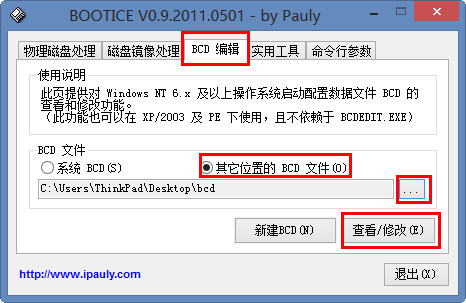 BOOTICE V0.9.2011.0501 - by Pauly
物理磁盘处理 磁盘镜像处理 BCD 编辑 实用工具 命令行参数
使用说明
此页提供对 Windows NT 6.x 及以上操作系统启动配置数据文件 BCD 的
查看和修改功能。
(此功能也可以在 XP/2003 及 PE 下使用，且不依赖于 BCDEDIT.EXE)
BCD 文件
系统 BCD(S) 其它位置的 BCD 文件(O)
C:\Users\ThinkPad\Desktop\bcd ...
新建BCD(N) 查看/修改(E)
http://www.ipauly.com 退出(X)